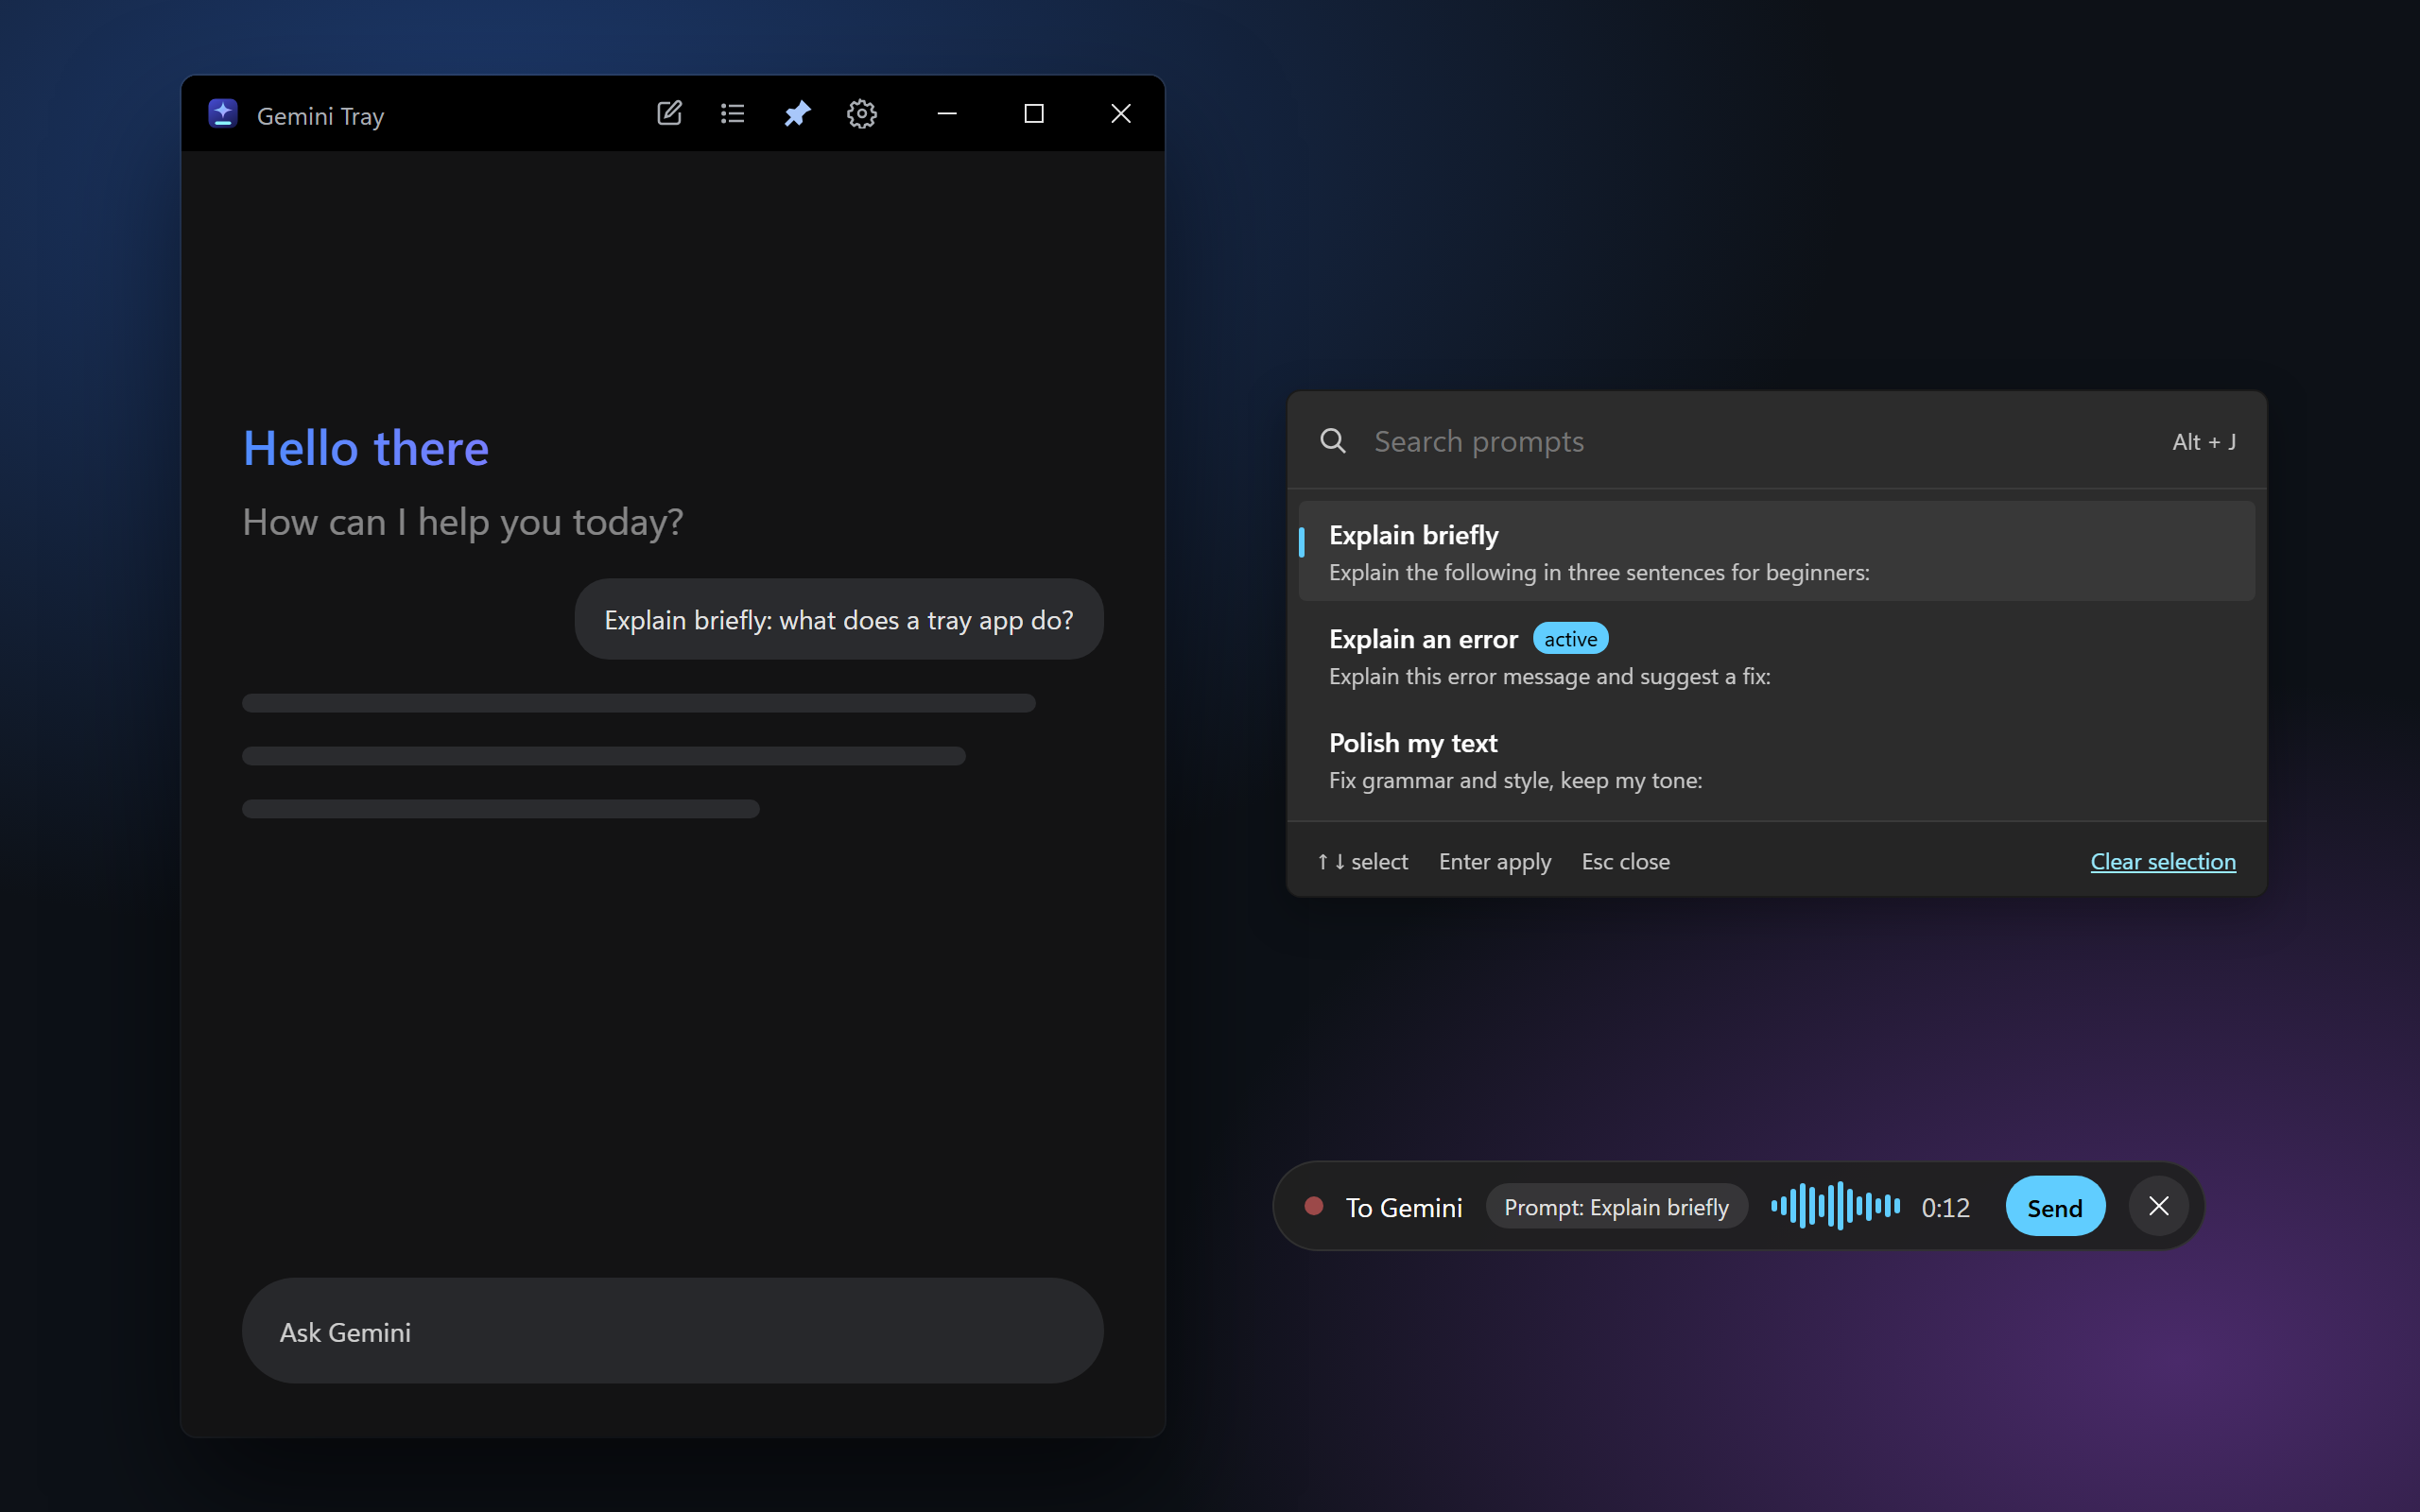 Gemini Tray
Hello there
How can I help you today?
Explain briefly: what does a tray app do?
Ask Gemini
Search prompts
Alt + J
Explain briefly
Explain the following in three sentences for beginners:
Explain an error active
Explain this error message and suggest a fix:
Polish my text
Fix grammar and style, keep my tone:
↑↓ select Enter apply Esc close Clear selection
To Gemini Prompt: Explain briefly 0:12 Send